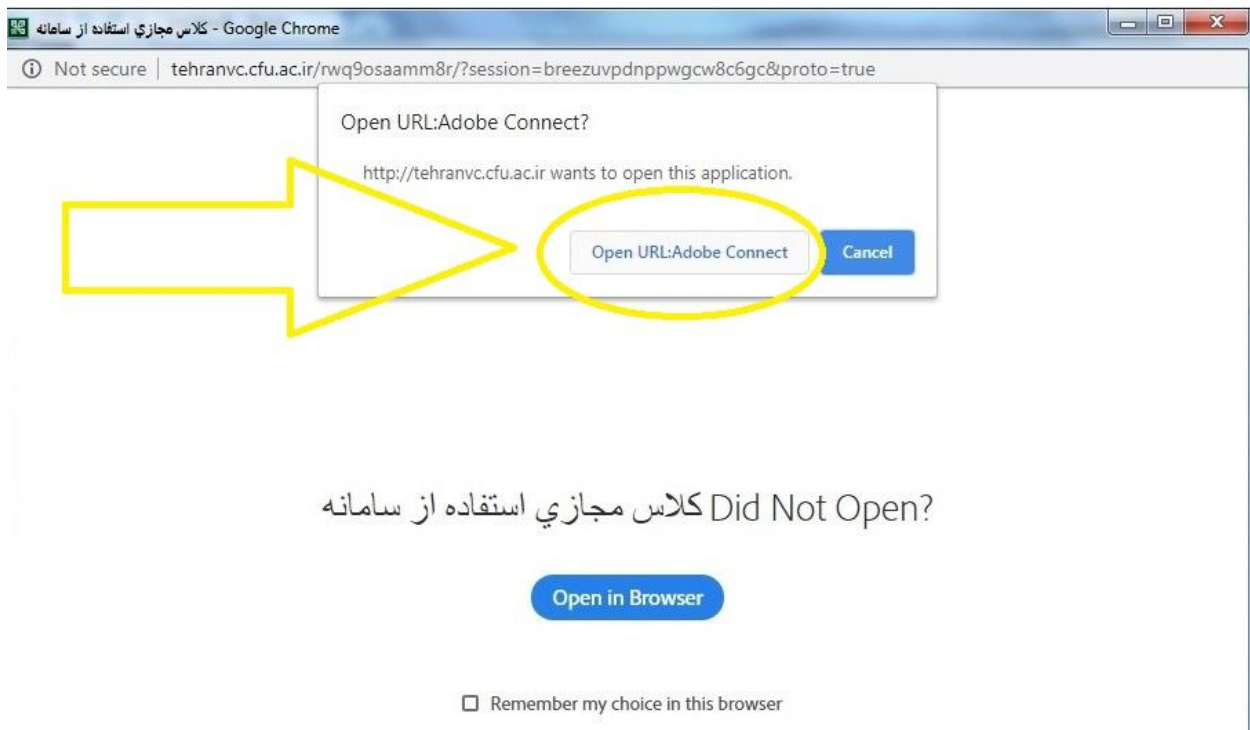 کلاس مجازي استفاده از سامانه - Google Chrome
Not secure | tehranvc.cfu.ac.ir/rwq9osaamm8r/?session=breezuvpdnppwgcw8c6gc&proto=true
Open URL:Adobe Connect?
http://tehranvc.cfu.ac.ir wants to open this application.
Open URL:Adobe Connect
Cancel
کلاس مجازي استفاده از سامانه Did Not Open?
Open in Browser
Remember my choice in this browser